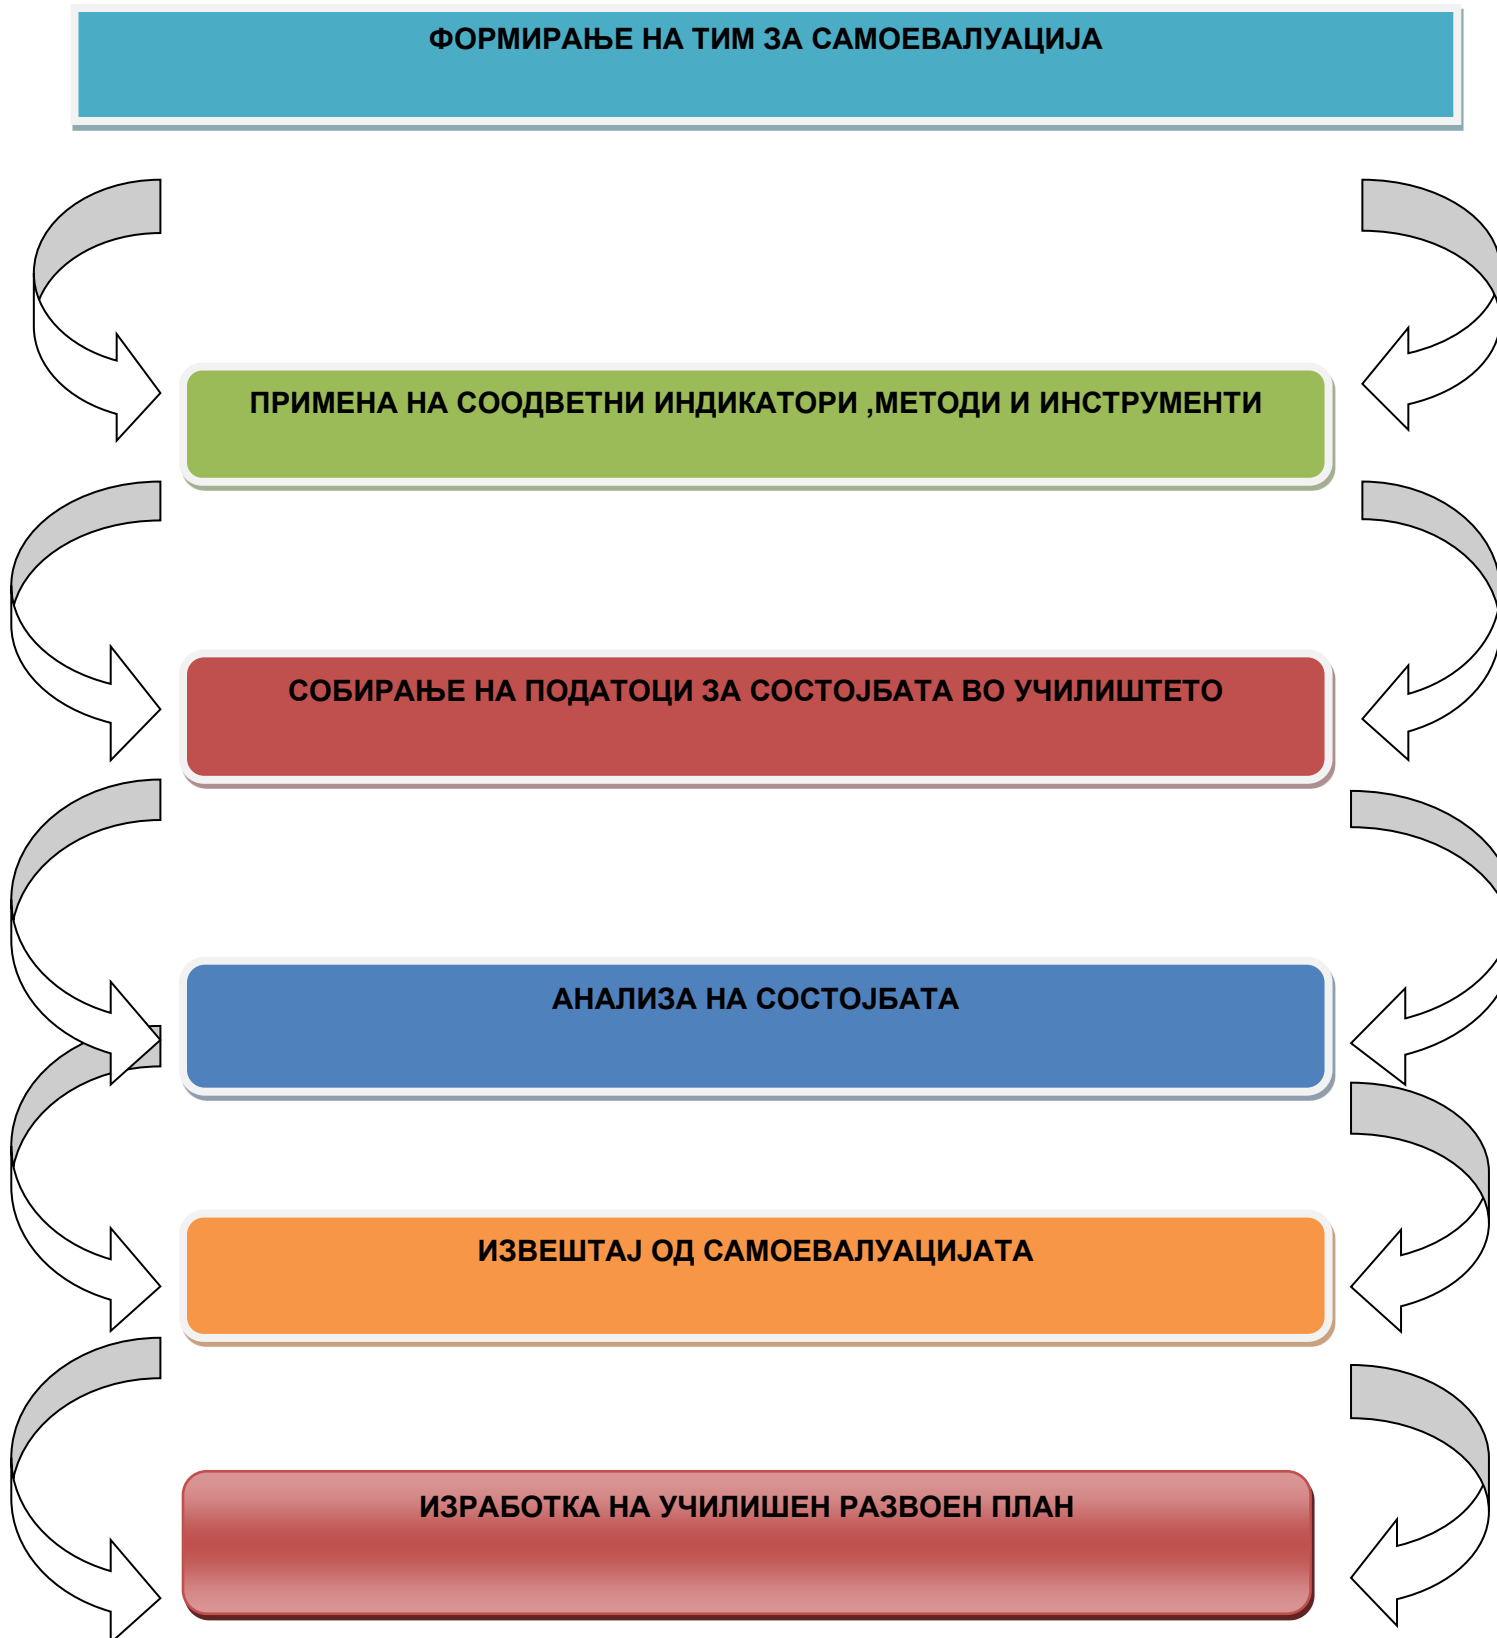 ФОРМИРАЊЕ НА ТИМ ЗА САМОЕВАЛУАЦИЈА
ПРИМЕНА НА СООДВЕТНИ ИНДИКАТОРИ ,МЕТОДИ И ИНСТРУМЕНТИ
СОБИРАЊЕ НА ПОДАТОЦИ ЗА СОСТОЈБАТА ВО УЧИЛИШТЕТО
АНАЛИЗА НА СОСТОЈБАТА
ИЗВЕШТАЈ ОД САМОЕВАЛУАЦИЈАТА
ИЗРАБОТКА НА УЧИЛИШЕН РАЗВОЕН ПЛАН